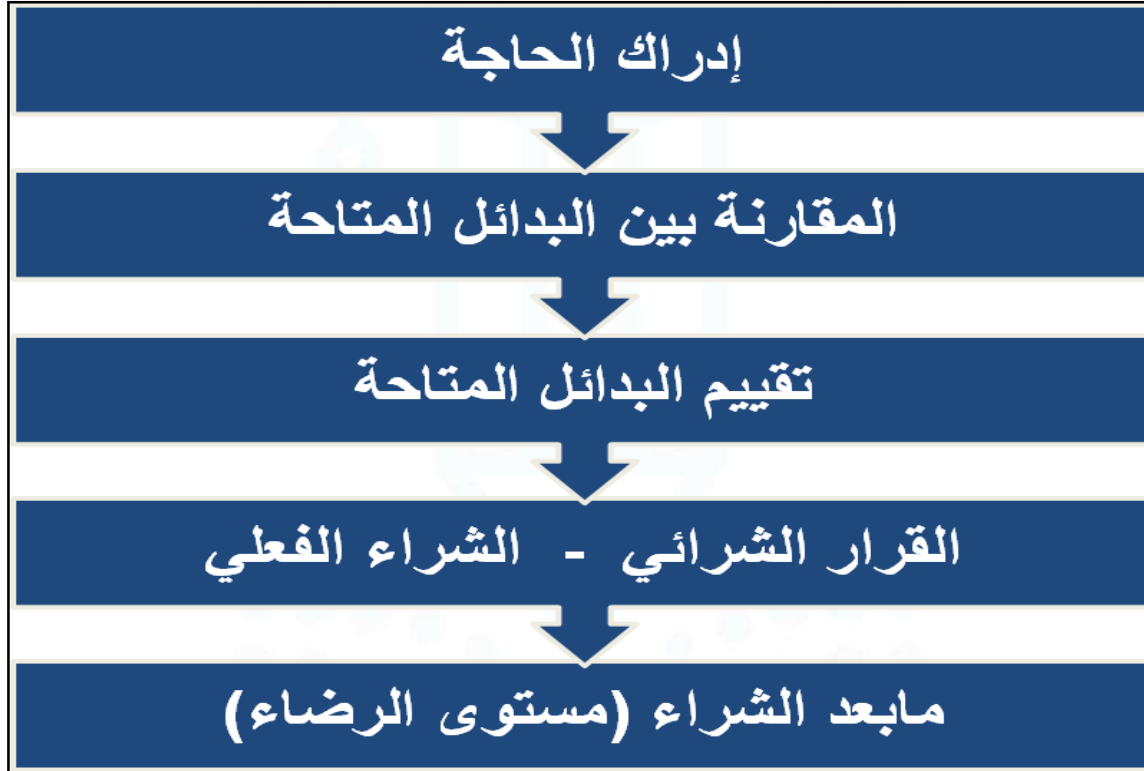 إدراك الحاجة
المقارنة بين البدائل المتاحة
تقييم البدائل المتاحة
القرار الشرائي - الشراء الفعلي
مابعد الشراء (مستوى الرضاء)